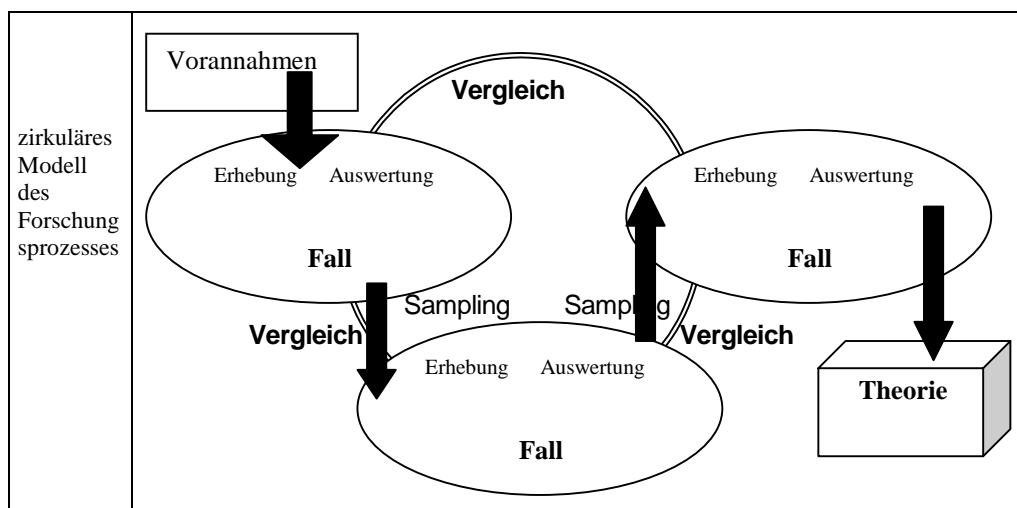 zirkuläres
Modell
des
Forschung
sprozesses
Vorannahmen
Vergleich
Erhebung Auswertung
Fall
Erhebung Auswertung
Fall
Sampling
Sampling
Vergleich
Vergleich
Erhebung Auswertung
Fall
Theorie